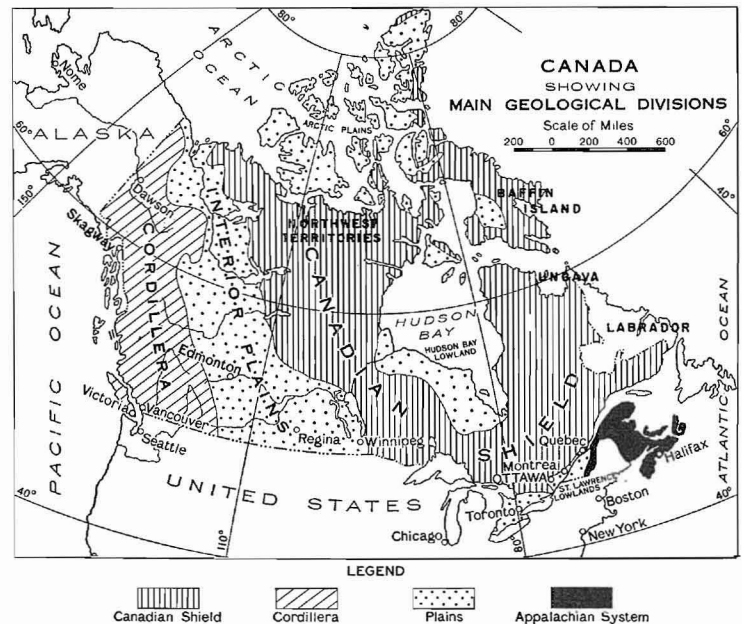 CANADA
SHOWING
MAIN GEOLOGICAL DIVISIONS
Scale of Miles
200 0 200 400 600
80°
80°
ARCTIC
OCEAN
Nome
60°
ALASKA
150°
ARCTIC PLAINS
60°
40°
Dawson
Skagway
BAFFIN
ISLAND
NORTHWEST
TERRITORIES
INTERIOR PLAINS
CORDILLERA
CANADIAN SHIELD
UNGAVA
LABRADOR
PACIFIC OCEAN
ATLANTIC OCEAN
HUDSON
BAY
HUDSON BAY
LOWLAND
Edmonton
Victoria
Vancouver
Seattle
Regina
Winnipeg
Quebec
Montreal
OTTAWA
ST. LAWRENCE
LOWLANDS
Halifax
Toronto
Boston
New York
Chicago
UNITED STATES
40°
110°
80°
40°
LEGEND
Canadian Shield
Cordillera
Plains
Appalachian System